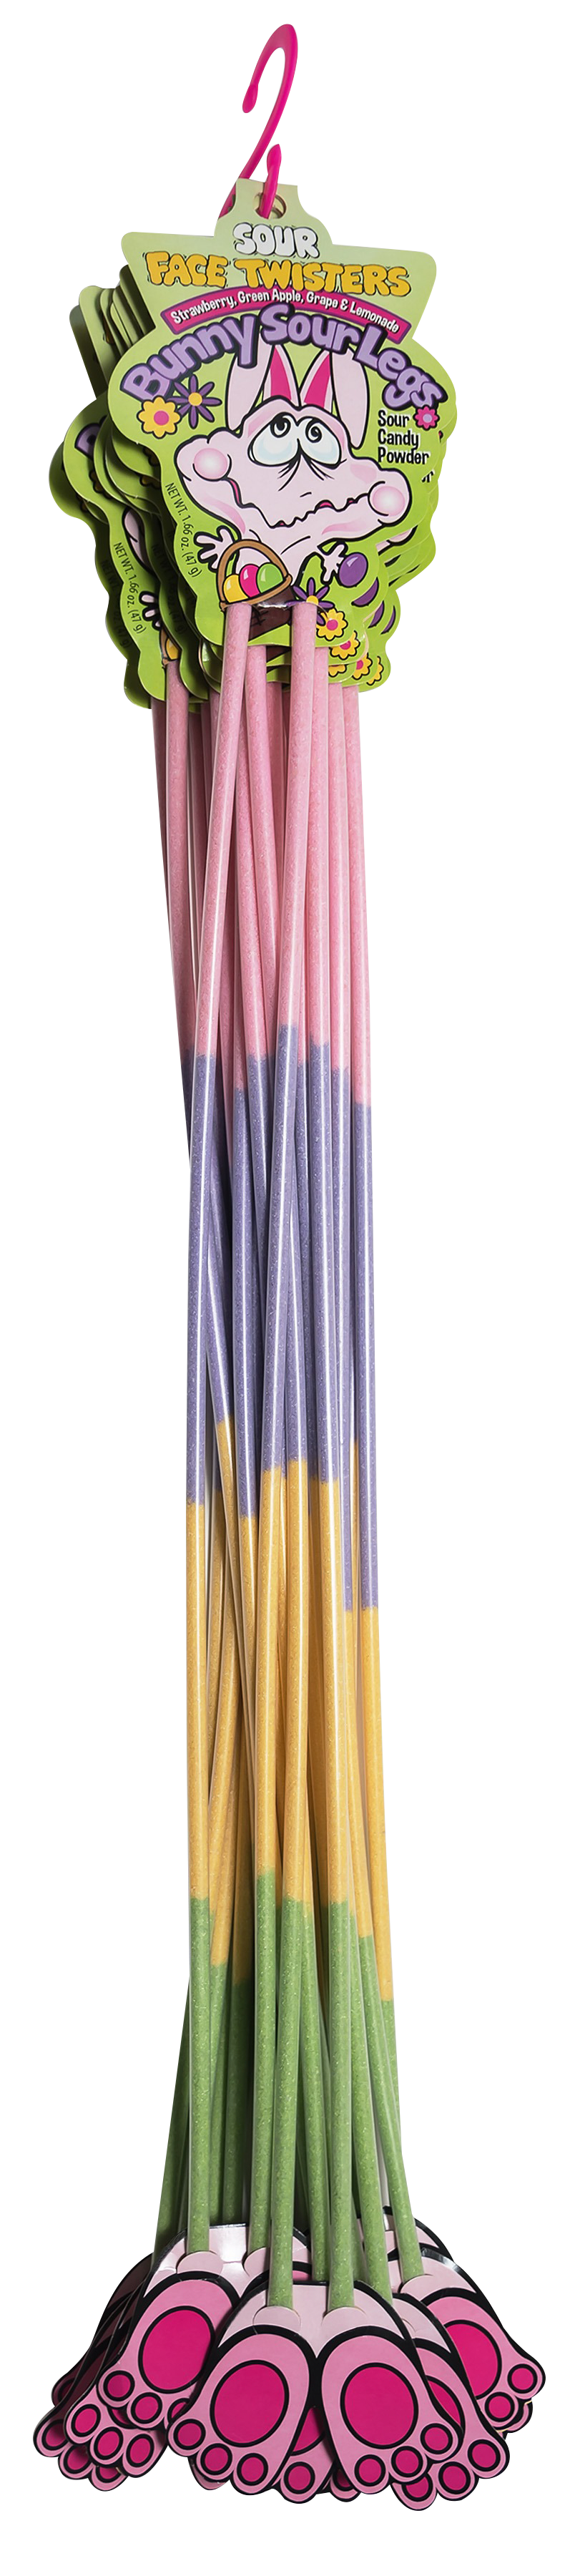 SOUR
FACE TWISTERS
Strawberry, Green Apple, Grape & Lemonade
Bunny Sour Legs
Sour
Candy
Powder
NET WT. 1.66 oz. (47 g)
NET WT. 1.66 oz. (47 g)